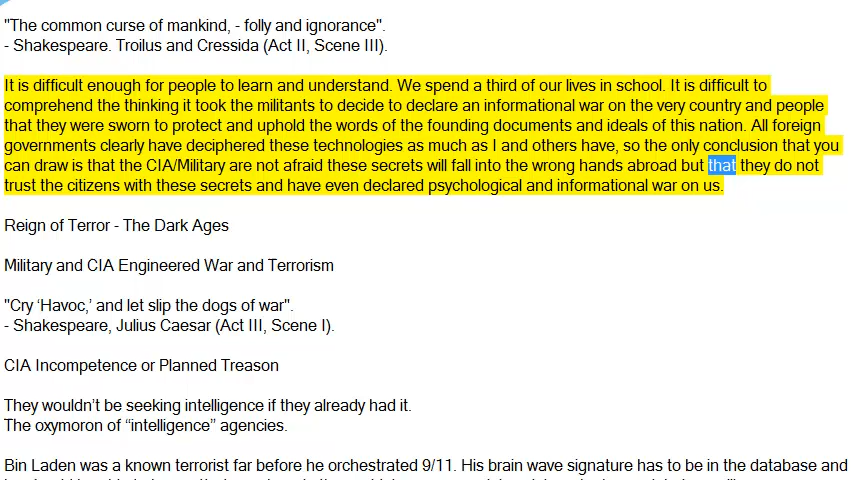 "The common curse of mankind, - folly and ignorance".
- Shakespeare. Troilus and Cressida (Act II, Scene III).
It is difficult enough for people to learn and understand. We spend a third of our lives in school. It is difficult to
comprehend the thinking it took the militants to decide to declare an informational war on the very country and people
that they were sworn to protect and uphold the words of the founding documents and ideals of this nation. All foreign
governments clearly have deciphered these technologies as much as I and others have, so the only conclusion that you
can draw is that the CIA/Military are not afraid these secrets will fall into the wrong hands abroad but that they do not
trust the citizens with these secrets and have even declared psychological and informational war on us.
Reign of Terror - The Dark Ages
Military and CIA Engineered War and Terrorism
"Cry ‘Havoc,’ and let slip the dogs of war".
- Shakespeare, Julius Caesar (Act III, Scene I).
CIA Incompetence or Planned Treason
They wouldn’t be seeking intelligence if they already had it.
The oxymoron of “intelligence” agencies.
Bin Laden was a known terrorist far before he orchestrated 9/11. His brain wave signature has to be in the database and